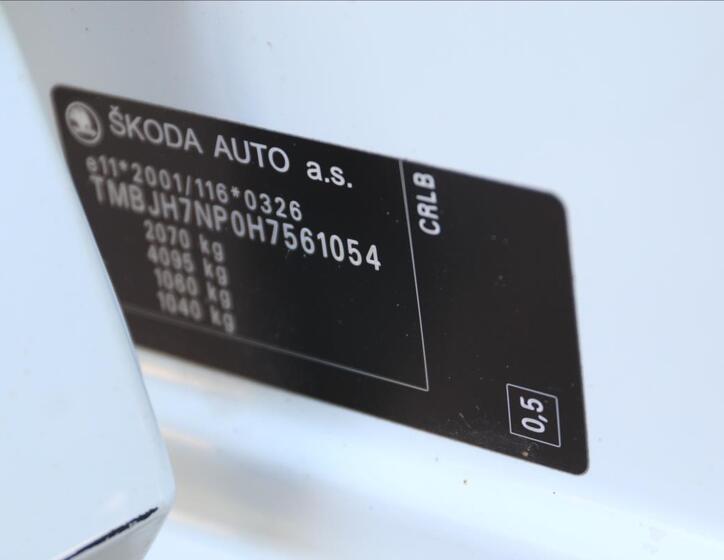 ŠKODA AUTO a.s.
e11*2001/116*0326
TMBJH7NP0H7561054
2070 kg
4095 kg
1060 kg
1040 kg
CRLB
0,5